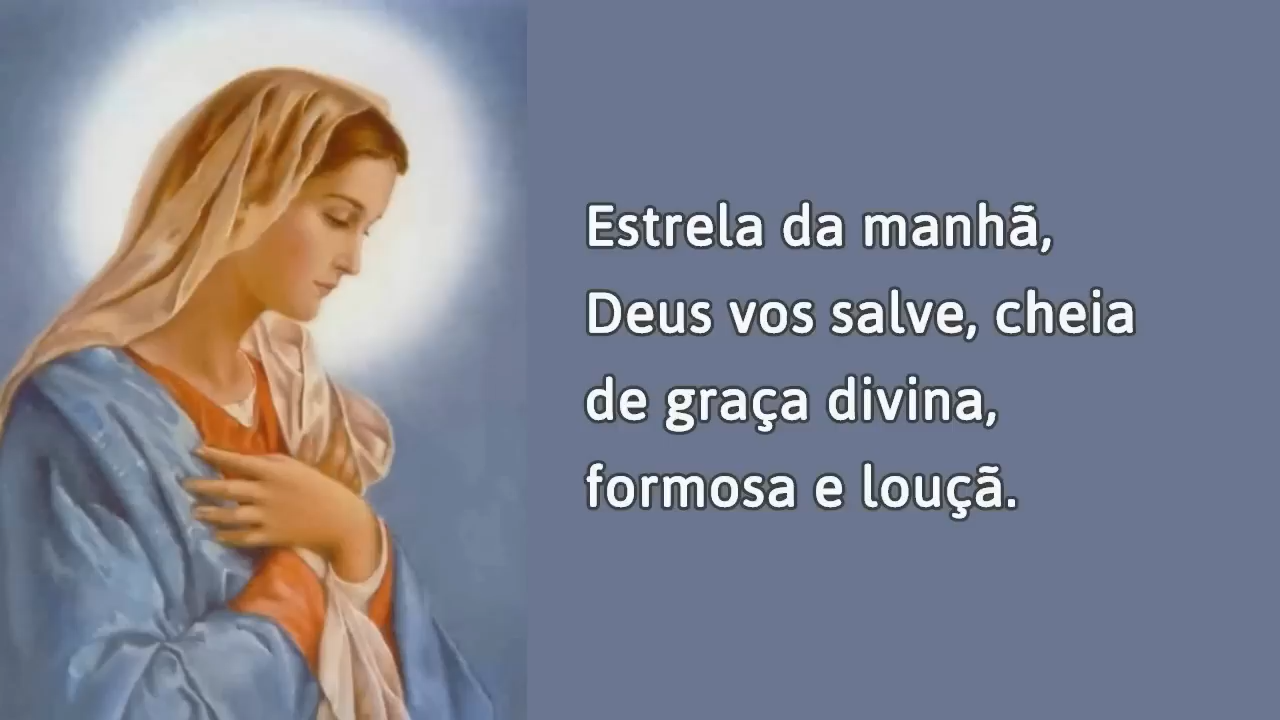 Estrela da manhã,
Deus vos salve, cheia
de graça divina,
formosa e louçã.